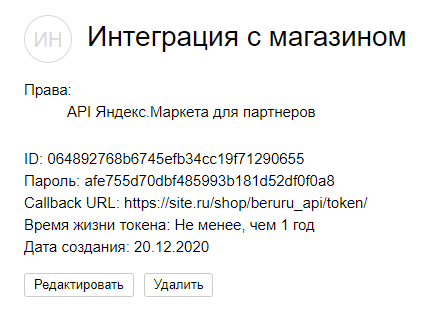 ИН
Интеграция с магазином
Права:
API Яндекс.Маркета для партнеров
ID: 064892768b6745efb34cc19f71290655
Пароль: afe755d70dbf485993b181d52df0f0a8
Callback URL: https://site.ru/shop/beruru_api/token/
Время жизни токена: Не менее, чем 1 год
Дата создания: 20.12.2020
Редактировать Удалить